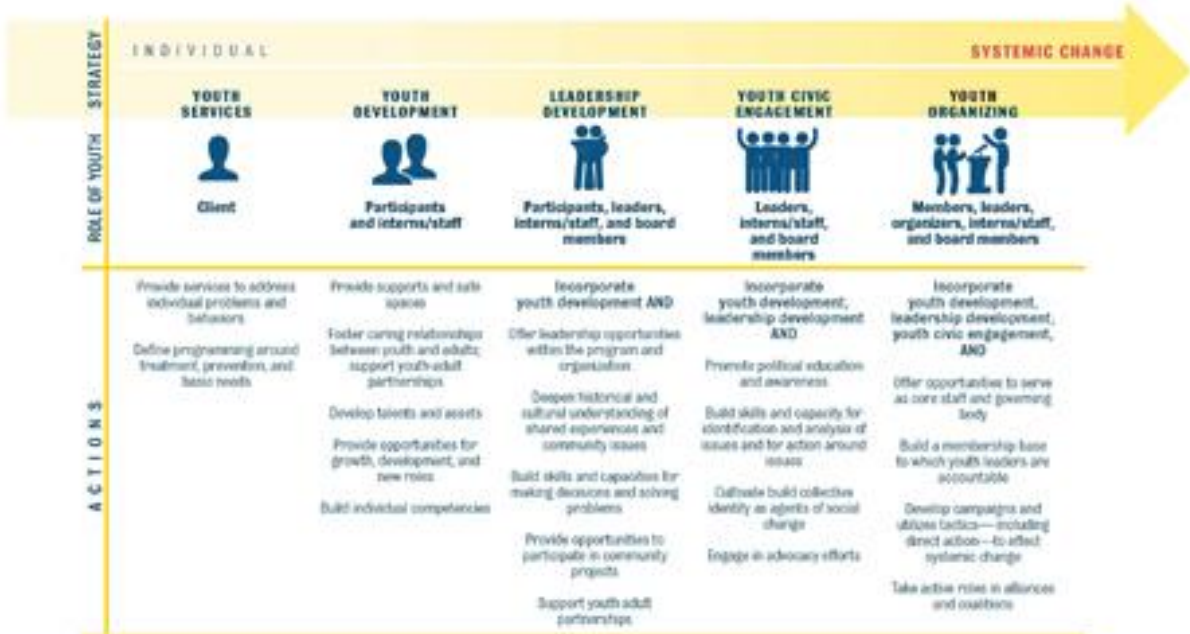 STRATEGY
INDIVIDUAL
SYSTEMIC CHANGE
YOUTH
SERVICES
YOUTH
DEVELOPMENT
LEADERSHIP
DEVELOPMENT
YOUTH CIVIC
ENGAGEMENT
YOUTH
ORGANIZING
ROLE OF YOUTH
Client
Participants
and interns/staff
Participants, leaders,
interns/staff, and board
members
Leaders,
interns/staff,
and board
members
Members, leaders,
organizers, interns/staff,
and board members
ACTIONS
Provide services to address
individual problems and
behaviors
Define programming around
treatment, prevention, and
basic needs
Provide supports and safe
spaces
Foster caring relationships
between youth and adults;
support youth-adult
partnerships
Develop talents and assets
Provide opportunities for
growth, development, and
new roles
Build individual competencies
Incorporate
youth development AND
Offer leadership opportunities
within the program and
organization
Deepen historical and
cultural understanding of
shared experiences and
community issues
Build skills and capacities for
making decisions and solving
problems
Provide opportunities to
participate in community
projects
Support youth adult
partnerships
Incorporate
youth development,
leadership development
AND
Promote political education
and awareness
Build skills and capacity for
identification and analysis of
issues and for action around
issues
Cultivate build collective
identity as agents of social
change
Engage in advocacy efforts
Incorporate
youth development,
leadership development,
youth civic engagement,
AND
Offer opportunities to serve
as core staff and governing
body
Build a membership base
to which youth leaders are
accountable
Develop campaigns and
utilizes tactics—including
direct action—to effect
systemic change
Take active roles in alliances
and coalitions